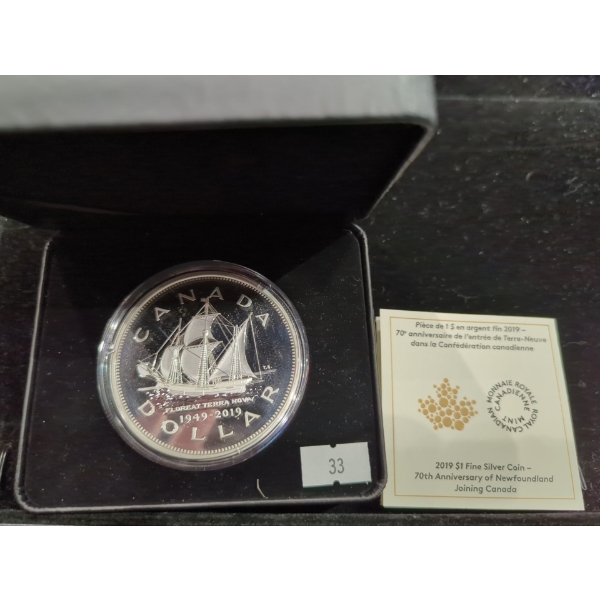 CANADA
T.S.
FLOREAT TERRA NOVA
1949-2019
1 DOLLAR
33
Pièce de 1 $ en argent fin 2019 –
70e anniversaire de l'entrée de Terre-Neuve
dans la Confédération canadienne
MONNAIE ROYALE CANADIENNE
ROYAL CANADIAN MINT
2019 $1 Fine Silver Coin –
70th Anniversary of Newfoundland
Joining Canada